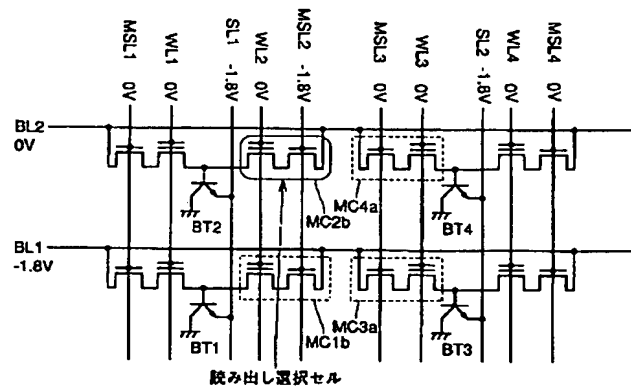 MSL1 0V
WL1 0V
SL1 -1.8V
WL2 0V
MSL2 -1.8V
MSL3 0V
WL3 0V
SL2 -1.8V
WL4 0V
MSL4 0V
BL2
0V
BT2
MC2b
MC4a
BT4
BL1
-1.8V
BT1
MC1b
MC3a
BT3
読み出し選択セル